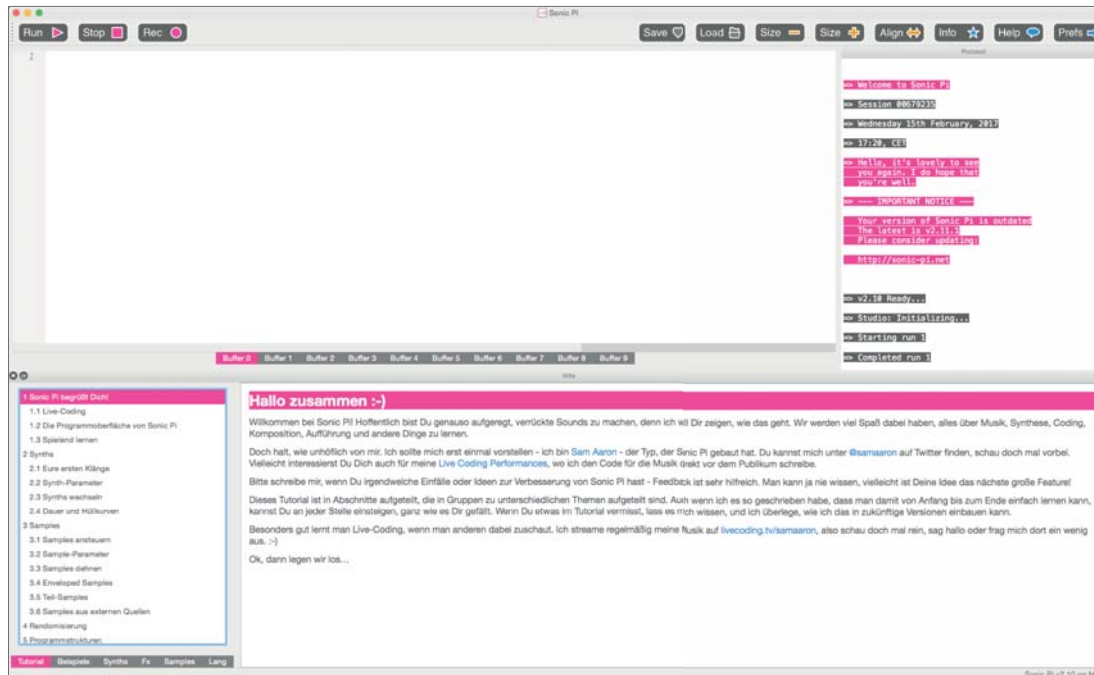 Sonic Pi
Run Stop Rec Save Load Size Size Align Info Help Prefs
Protocol
1
=> Welcome to Sonic Pi
=> Session 00679235
=> Wednesday 15th February, 2017
=> 17:20, CET
=> Hello, it's lovely to see
you again. I do hope that
you're well.
=> --- IMPORTANT NOTICE ---
Your version of Sonic Pi is outdated
The latest is v2.11.1
Please consider updating:
http://sonic-pi.net
=> v2.10 Ready...
=> Studio: Initializing...
=> Starting run 1
=> Completed run 1
Buffer 0 Buffer 1 Buffer 2 Buffer 3 Buffer 4 Buffer 5 Buffer 6 Buffer 7 Buffer 8 Buffer 9
Hilfe
1 Sonic Pi begrüßt Dich!
1.1 Live-Coding
1.2 Die Programmoberfläche von Sonic Pi
1.3 Spielend lernen
2 Synths
2.1 Eure ersten Klänge
2.2 Synth-Parameter
2.3 Synths wechseln
2.4 Dauer und Hüllkurven
3 Samples
3.1 Samples ansteuern
3.2 Sample-Parameter
3.3 Samples dehnen
3.4 Enveloped Samples
3.5 Teil-Samples
3.6 Samples aus externen Quellen
4 Randomisierung
5 Programmstrukturen
Tutorial Beispiele Synths Fx Samples Lang
Hallo zusammen :-)
Willkommen bei Sonic Pi! Hoffentlich bist Du genauso aufgeregt, verrückte Sounds zu machen, denn ich will Dir zeigen, wie das geht. Wir werden viel Spaß dabei haben, alles über Musik, Synthese, Coding,
Komposition, Aufführung und andere Dinge zu lernen.
Doch halt, wie unhöflich von mir. Ich sollte mich erst einmal vorstellen - ich bin Sam Aaron - der Typ, der Sonic Pi gebaut hat. Du kannst mich unter @samaaron auf Twitter finden, schau doch mal vorbei.
Vielleicht interessierst Du Dich auch für meine Live Coding Performances, wo ich den Code für die Musik direkt vor dem Publikum schreibe.
Bitte schreibe mir, wenn Du irgendwelche Einfälle oder Ideen zur Verbesserung von Sonic Pi hast - Feedback ist sehr hilfreich. Man kann ja nie wissen, vielleicht ist Deine Idee das nächste große Feature!
Dieses Tutorial ist in Abschnitte aufgeteilt, die in Gruppen zu unterschiedlichen Themen aufgeteilt sind. Auch wenn ich es so geschrieben habe, dass man damit von Anfang bis zum Ende einfach lernen kann,
kannst Du an jeder Stelle einsteigen, ganz wie es Dir gefällt. Wenn Du etwas im Tutorial vermisst, lass es mich wissen, und ich überlege, wie ich das in zukünftige Versionen einbauen kann.
Besonders gut lernt man Live-Coding, wenn man anderen dabei zuschaut. Ich streame regelmäßig meine Musik auf livecoding.tv/samaaron, also schau doch mal rein, sag hallo oder frag mich dort ein wenig
aus. :-)
Ok, dann legen wir los...
Sonic Pi v2.10 on